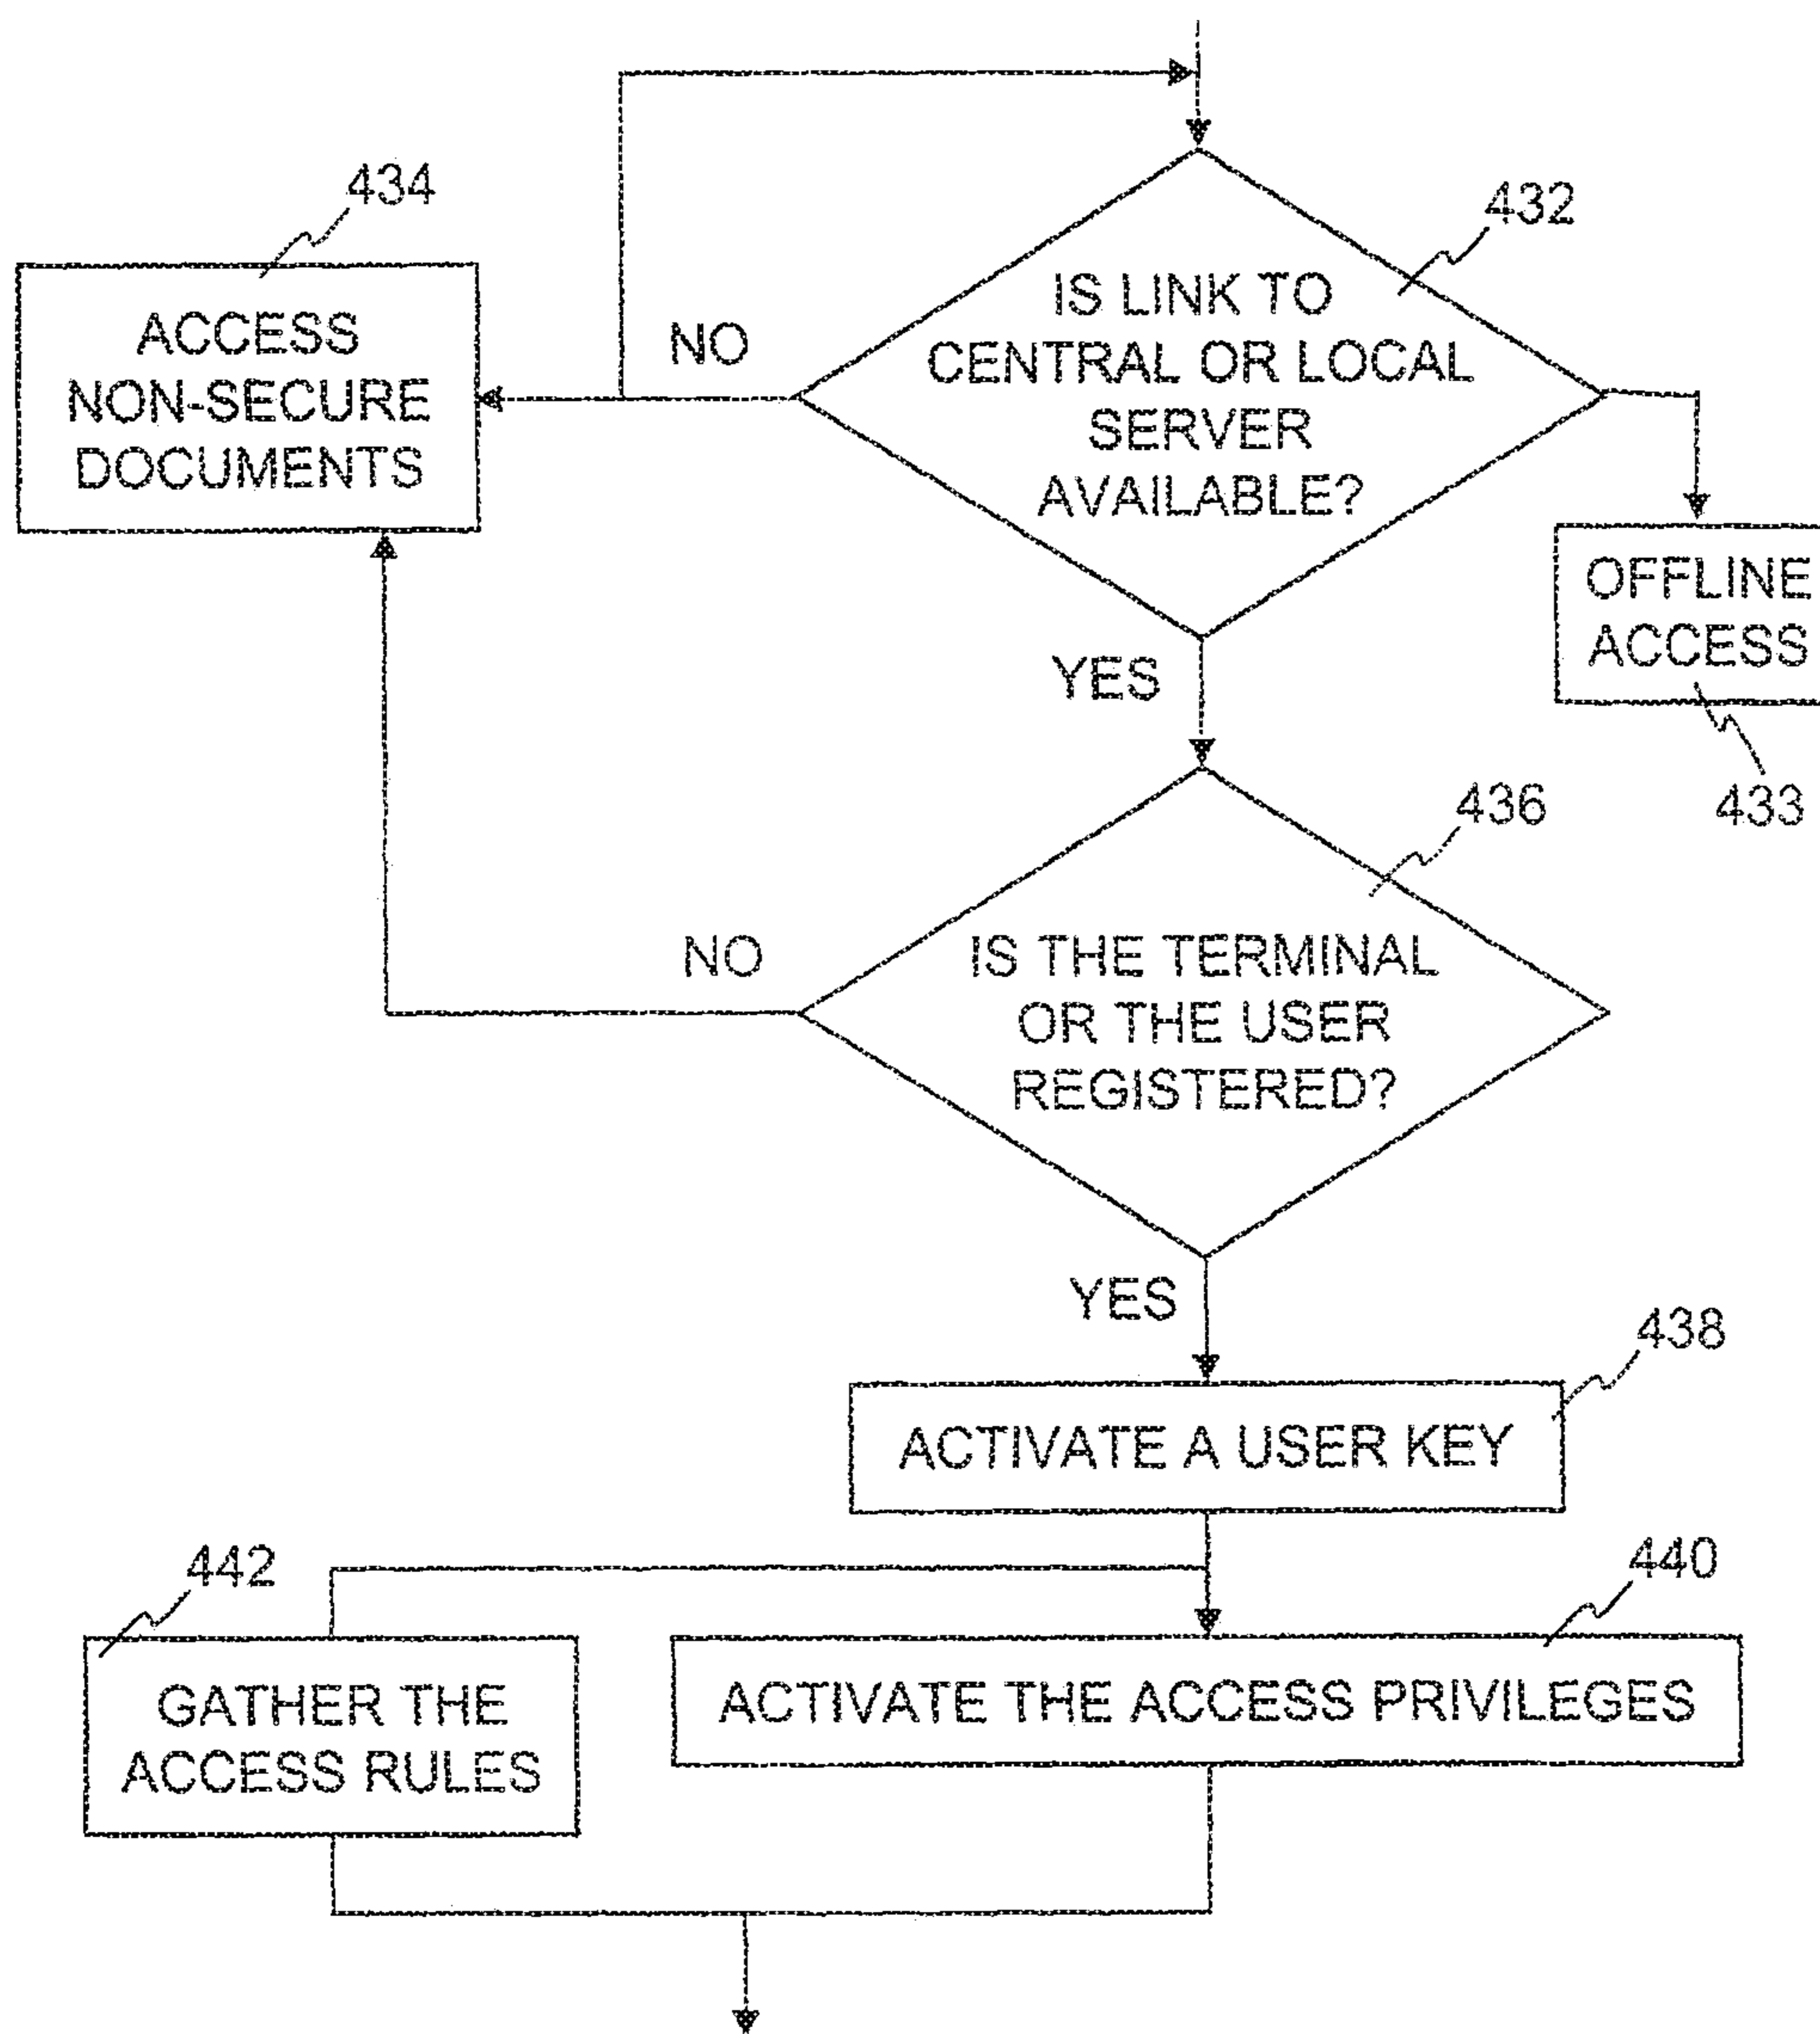 434
432
IS LINK TO
CENTRAL OR LOCAL
SERVER
AVAILABLE?
NO
ACCESS
NON-SECURE
DOCUMENTS
OFFLINE
ACCESS
433
YES
436
IS THE TERMINAL
OR THE USER
REGISTERED?
NO
YES
438
ACTIVATE A USER KEY
442
440
GATHER THE
ACCESS RULES
ACTIVATE THE ACCESS PRIVILEGES